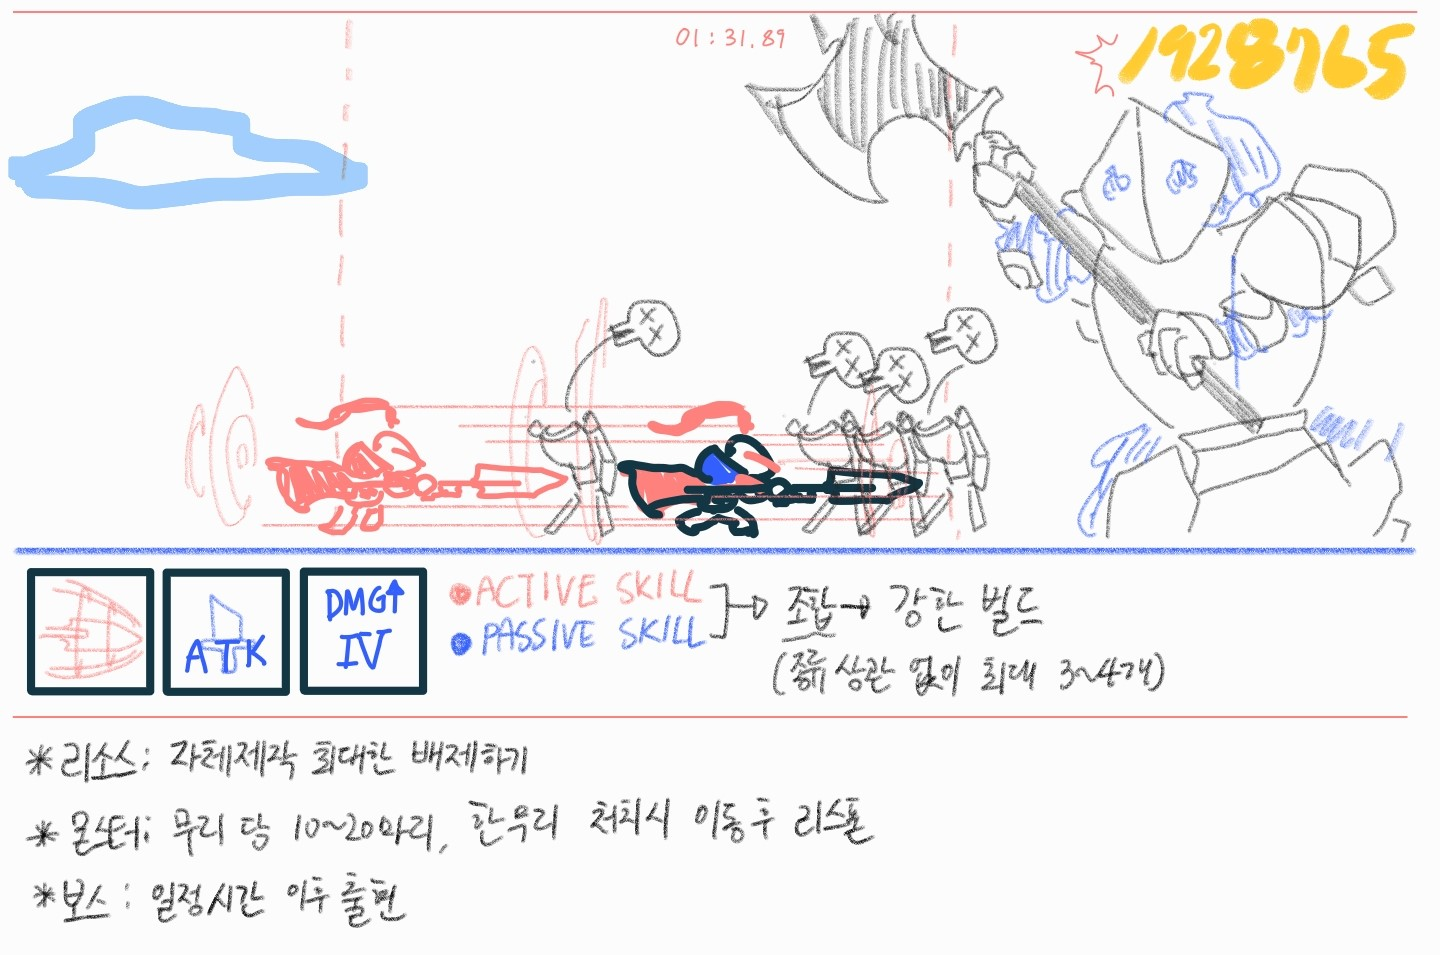 01:31.89
1928765
ATK
DMG↑
IV
ACTIVE SKILL
PASSIVE SKILL
조합→ 강한 빌드
(종류 상관 없이 최대 3~4개)
*리소스: 자체제작 최대한 배제하기
*몬스터; 무리 당 10~20마리, 한무리 처치시 이동 후 리스폰
*보스: 일정시간 이후 출현